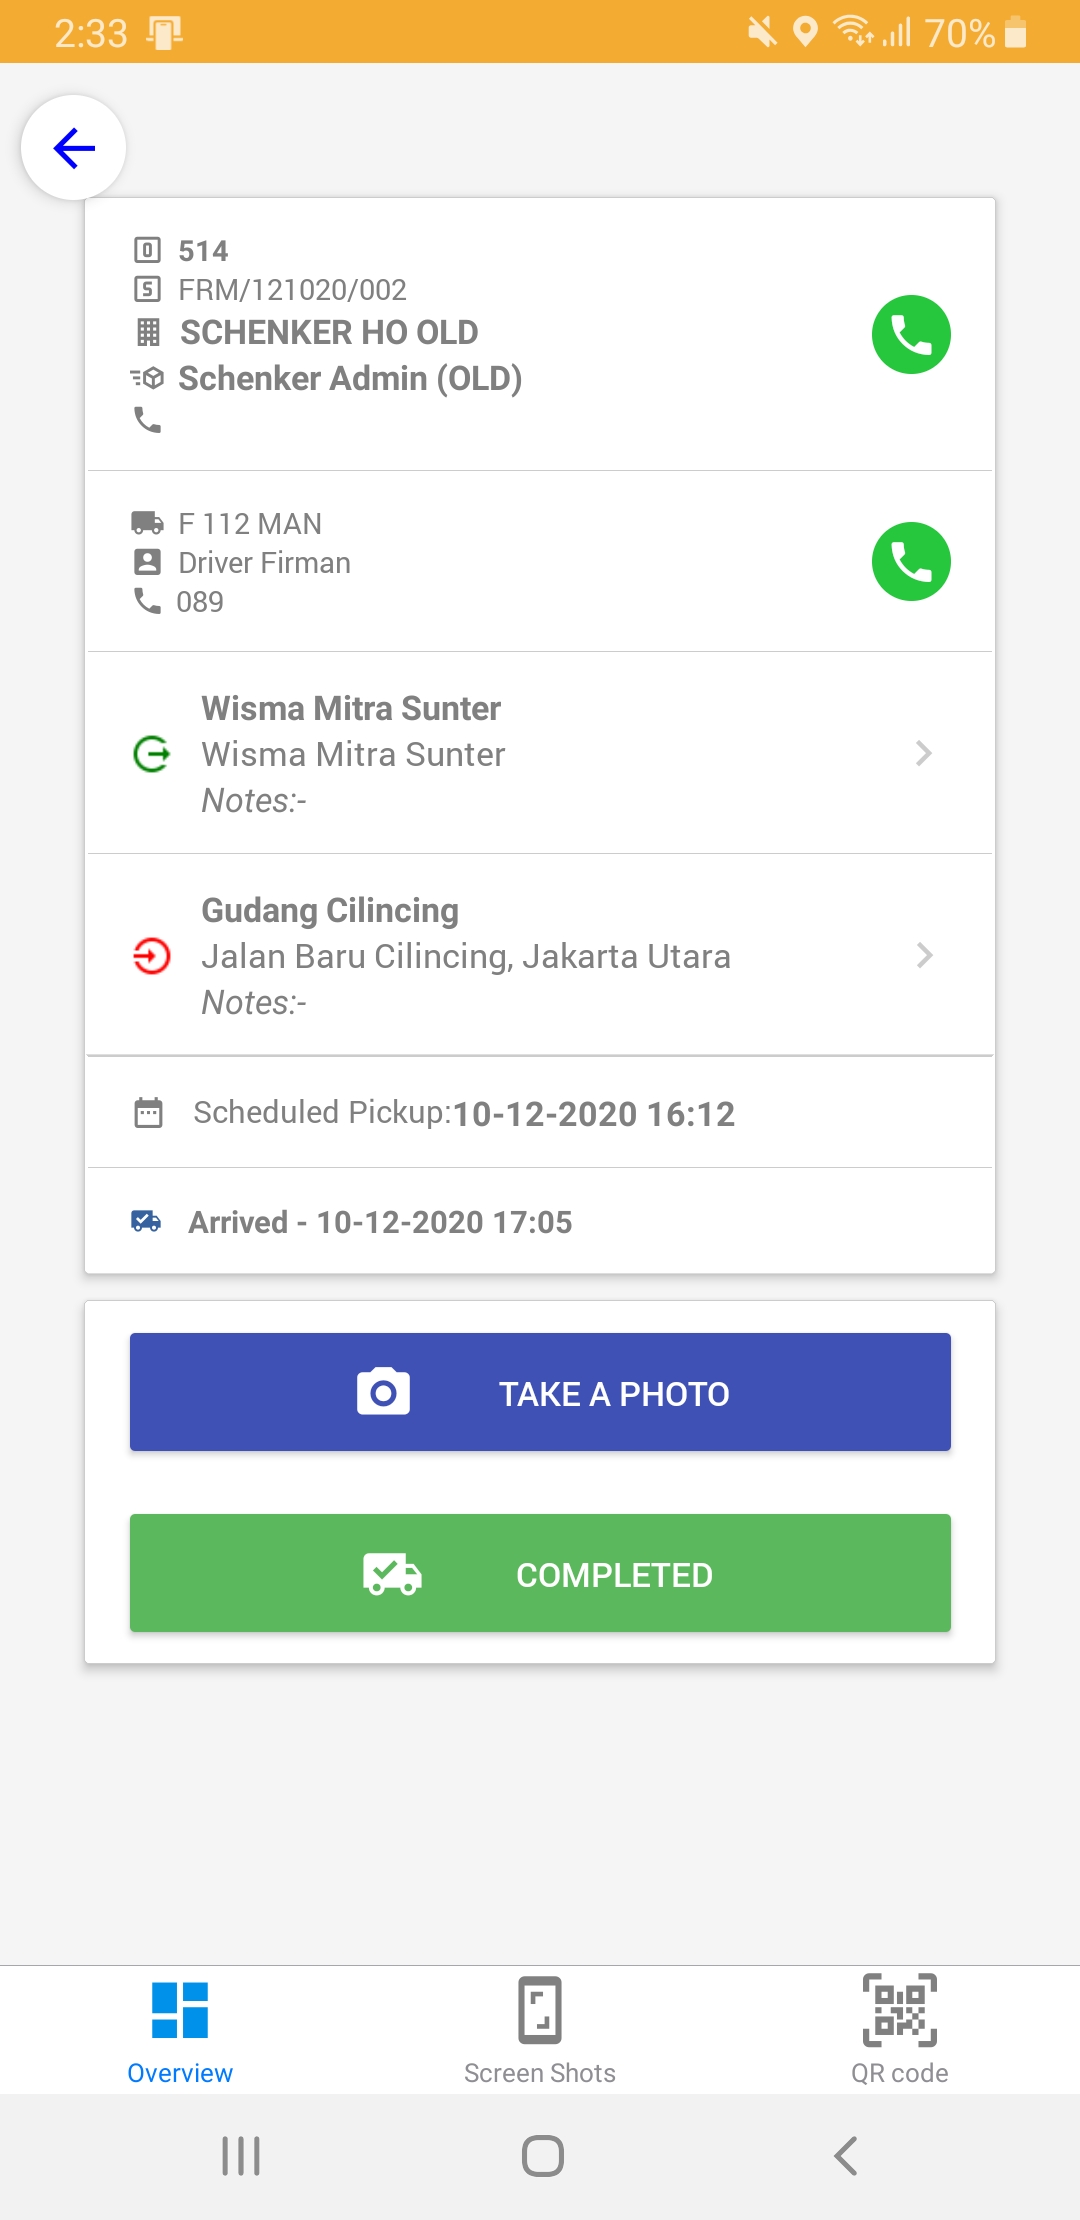 2:33 70%
514
FRM/121020/002
SCHENKER HO OLD
Schenker Admin (OLD)
F 112 MAN
Driver Firman
089
Wisma Mitra Sunter
Wisma Mitra Sunter
Notes:-
Gudang Cilincing
Jalan Baru Cilincing, Jakarta Utara
Notes:-
Scheduled Pickup:10-12-2020 16:12
Arrived - 10-12-2020 17:05
TAKE A PHOTO
COMPLETED
Overview Screen Shots QR code